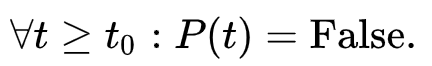 ∀t ≥ t₀ : P(t) = False.